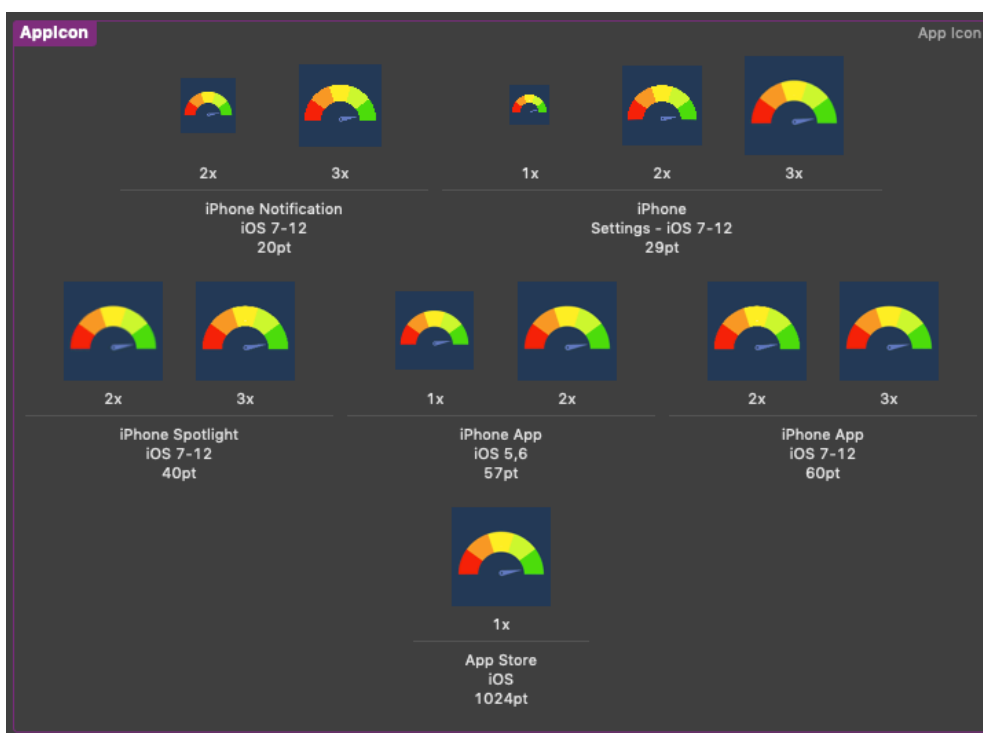 AppIcon
App Icon
2x 3x 1x 2x 3x
iPhone Notification
iOS 7-12
20pt
iPhone
Settings - iOS 7-12
29pt
2x 3x 1x 2x 2x 3x
iPhone Spotlight
iOS 7-12
40pt
iPhone App
iOS 5,6
57pt
iPhone App
iOS 7-12
60pt
1x
App Store
iOS
1024pt